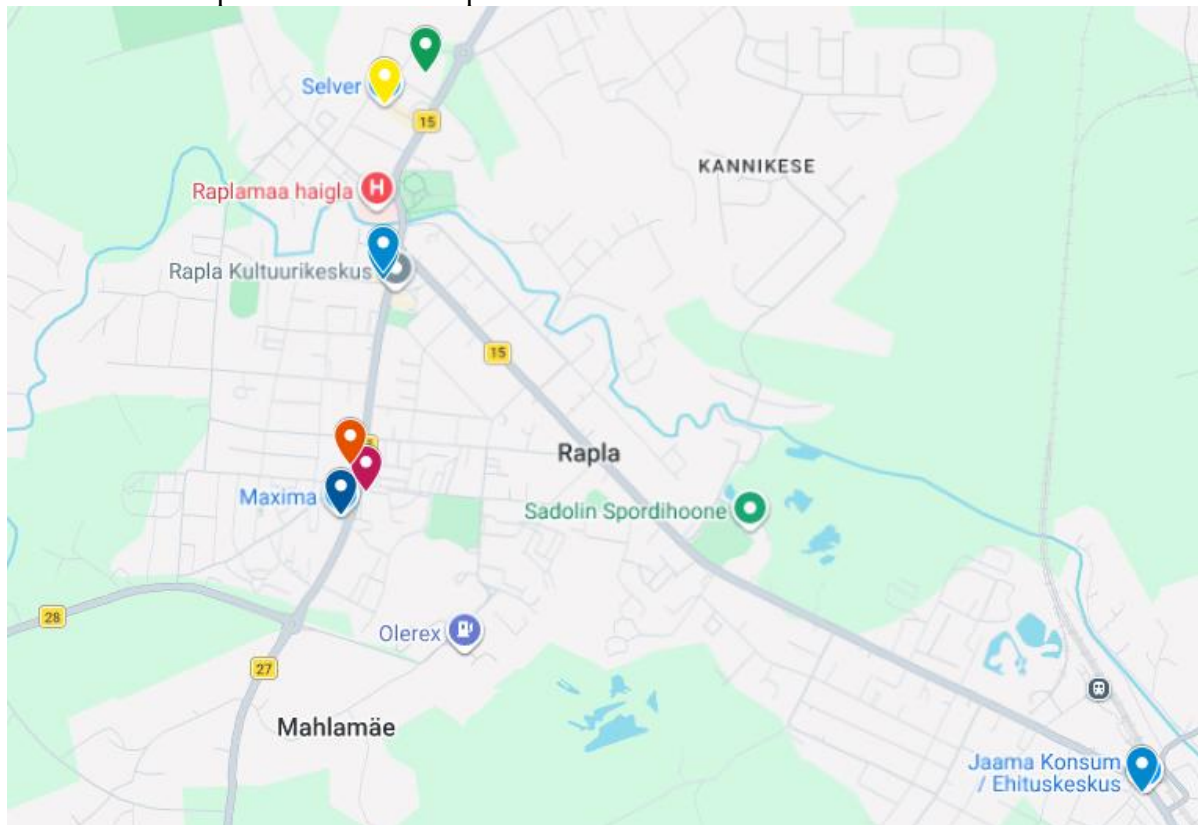 Selver
15
KANNIKESE
Raplamaa haigla
H
Rapla Kultuurikeskus
15
Rapla
Maxima
Sadolin Spordihoone
28
Olerex
27
Mahlamäe
Jaama Konsum
/ Ehituskeskus